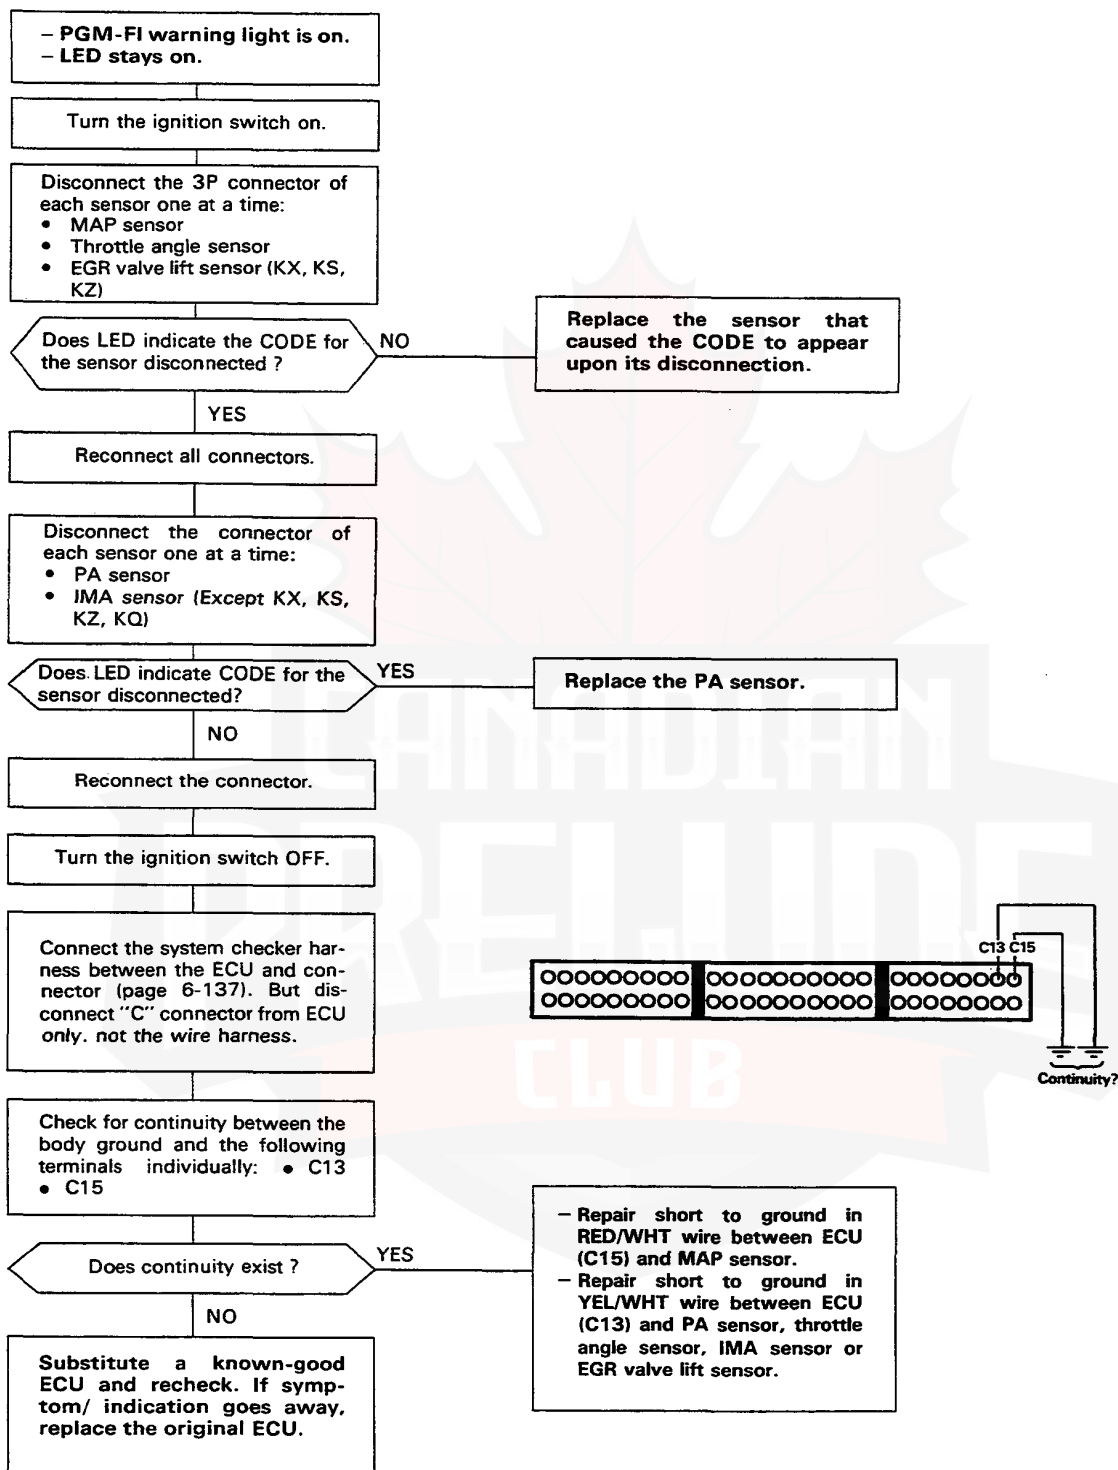 – PGM-FI warning light is on.
– LED stays on.
Turn the ignition switch on.
Disconnect the 3P connector of
each sensor one at a time:
• MAP sensor
• Throttle angle sensor
• EGR valve lift sensor (KX, KS,
KZ)
Does LED indicate the CODE for
the sensor disconnected ?
NO
Replace the sensor that
caused the CODE to appear
upon its disconnection.
YES
Reconnect all connectors.
Disconnect the connector of
each sensor one at a time:
• PA sensor
• IMA sensor (Except KX, KS,
KZ, KQ)
Does LED indicate CODE for the
sensor disconnected?
YES
Replace the PA sensor.
NO
Reconnect the connector.
Turn the ignition switch OFF.
Connect the system checker har-
ness between the ECU and con-
nector (page 6-137). But dis-
connect "C" connector from ECU
only. not the wire harness.
C13 C15
Continuity?
Check for continuity between the
body ground and the following
terminals individually: • C13
• C15
Does continuity exist ?
YES
– Repair short to ground in
RED/WHT wire between ECU
(C15) and MAP sensor.
– Repair short to ground in
YEL/WHT wire between ECU
(C13) and PA sensor, throttle
angle sensor, IMA sensor or
EGR valve lift sensor.
NO
Substitute a known-good
ECU and recheck. If symp-
tom/ indication goes away,
replace the original ECU.
CANADIAN
PRELUDE
CLUB